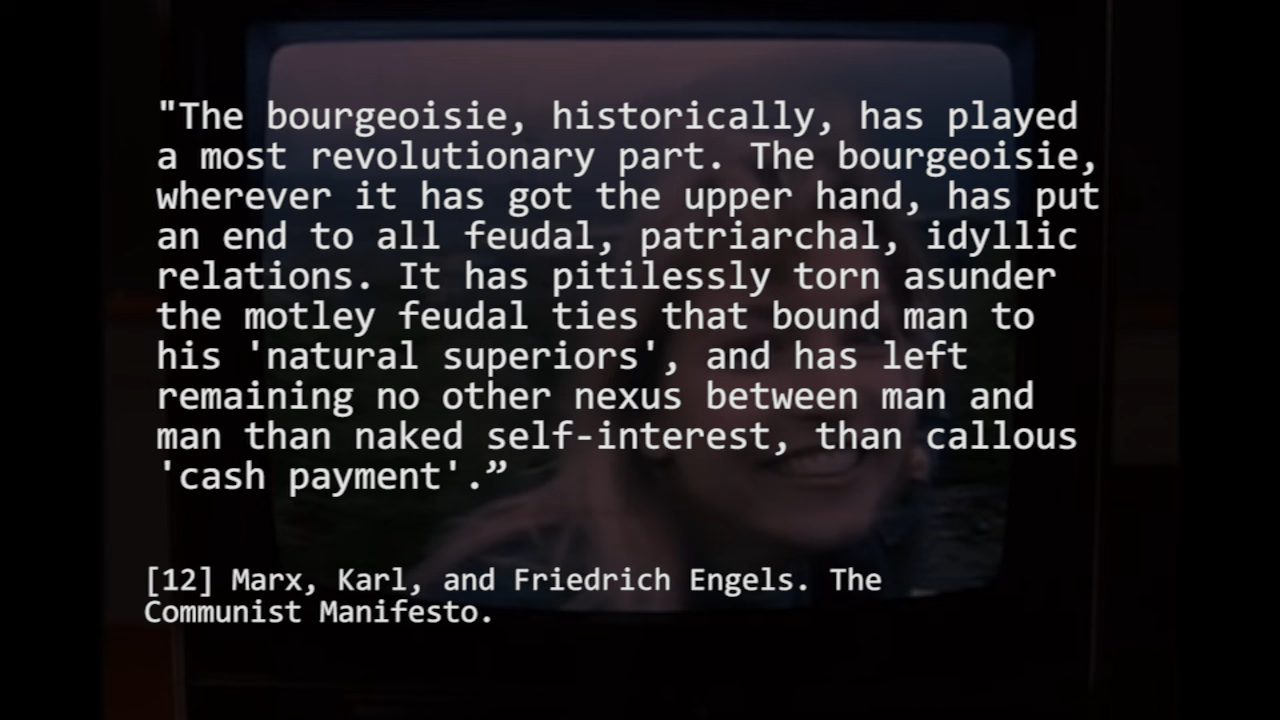 "The bourgeoisie, historically, has played
a most revolutionary part. The bourgeoisie,
wherever it has got the upper hand, has put
an end to all feudal, patriarchal, idyllic
relations. It has pitilessly torn asunder
the motley feudal ties that bound man to
his 'natural superiors', and has left
remaining no other nexus between man and
man than naked self-interest, than callous
'cash payment'.”
[12] Marx, Karl, and Friedrich Engels. The
Communist Manifesto.